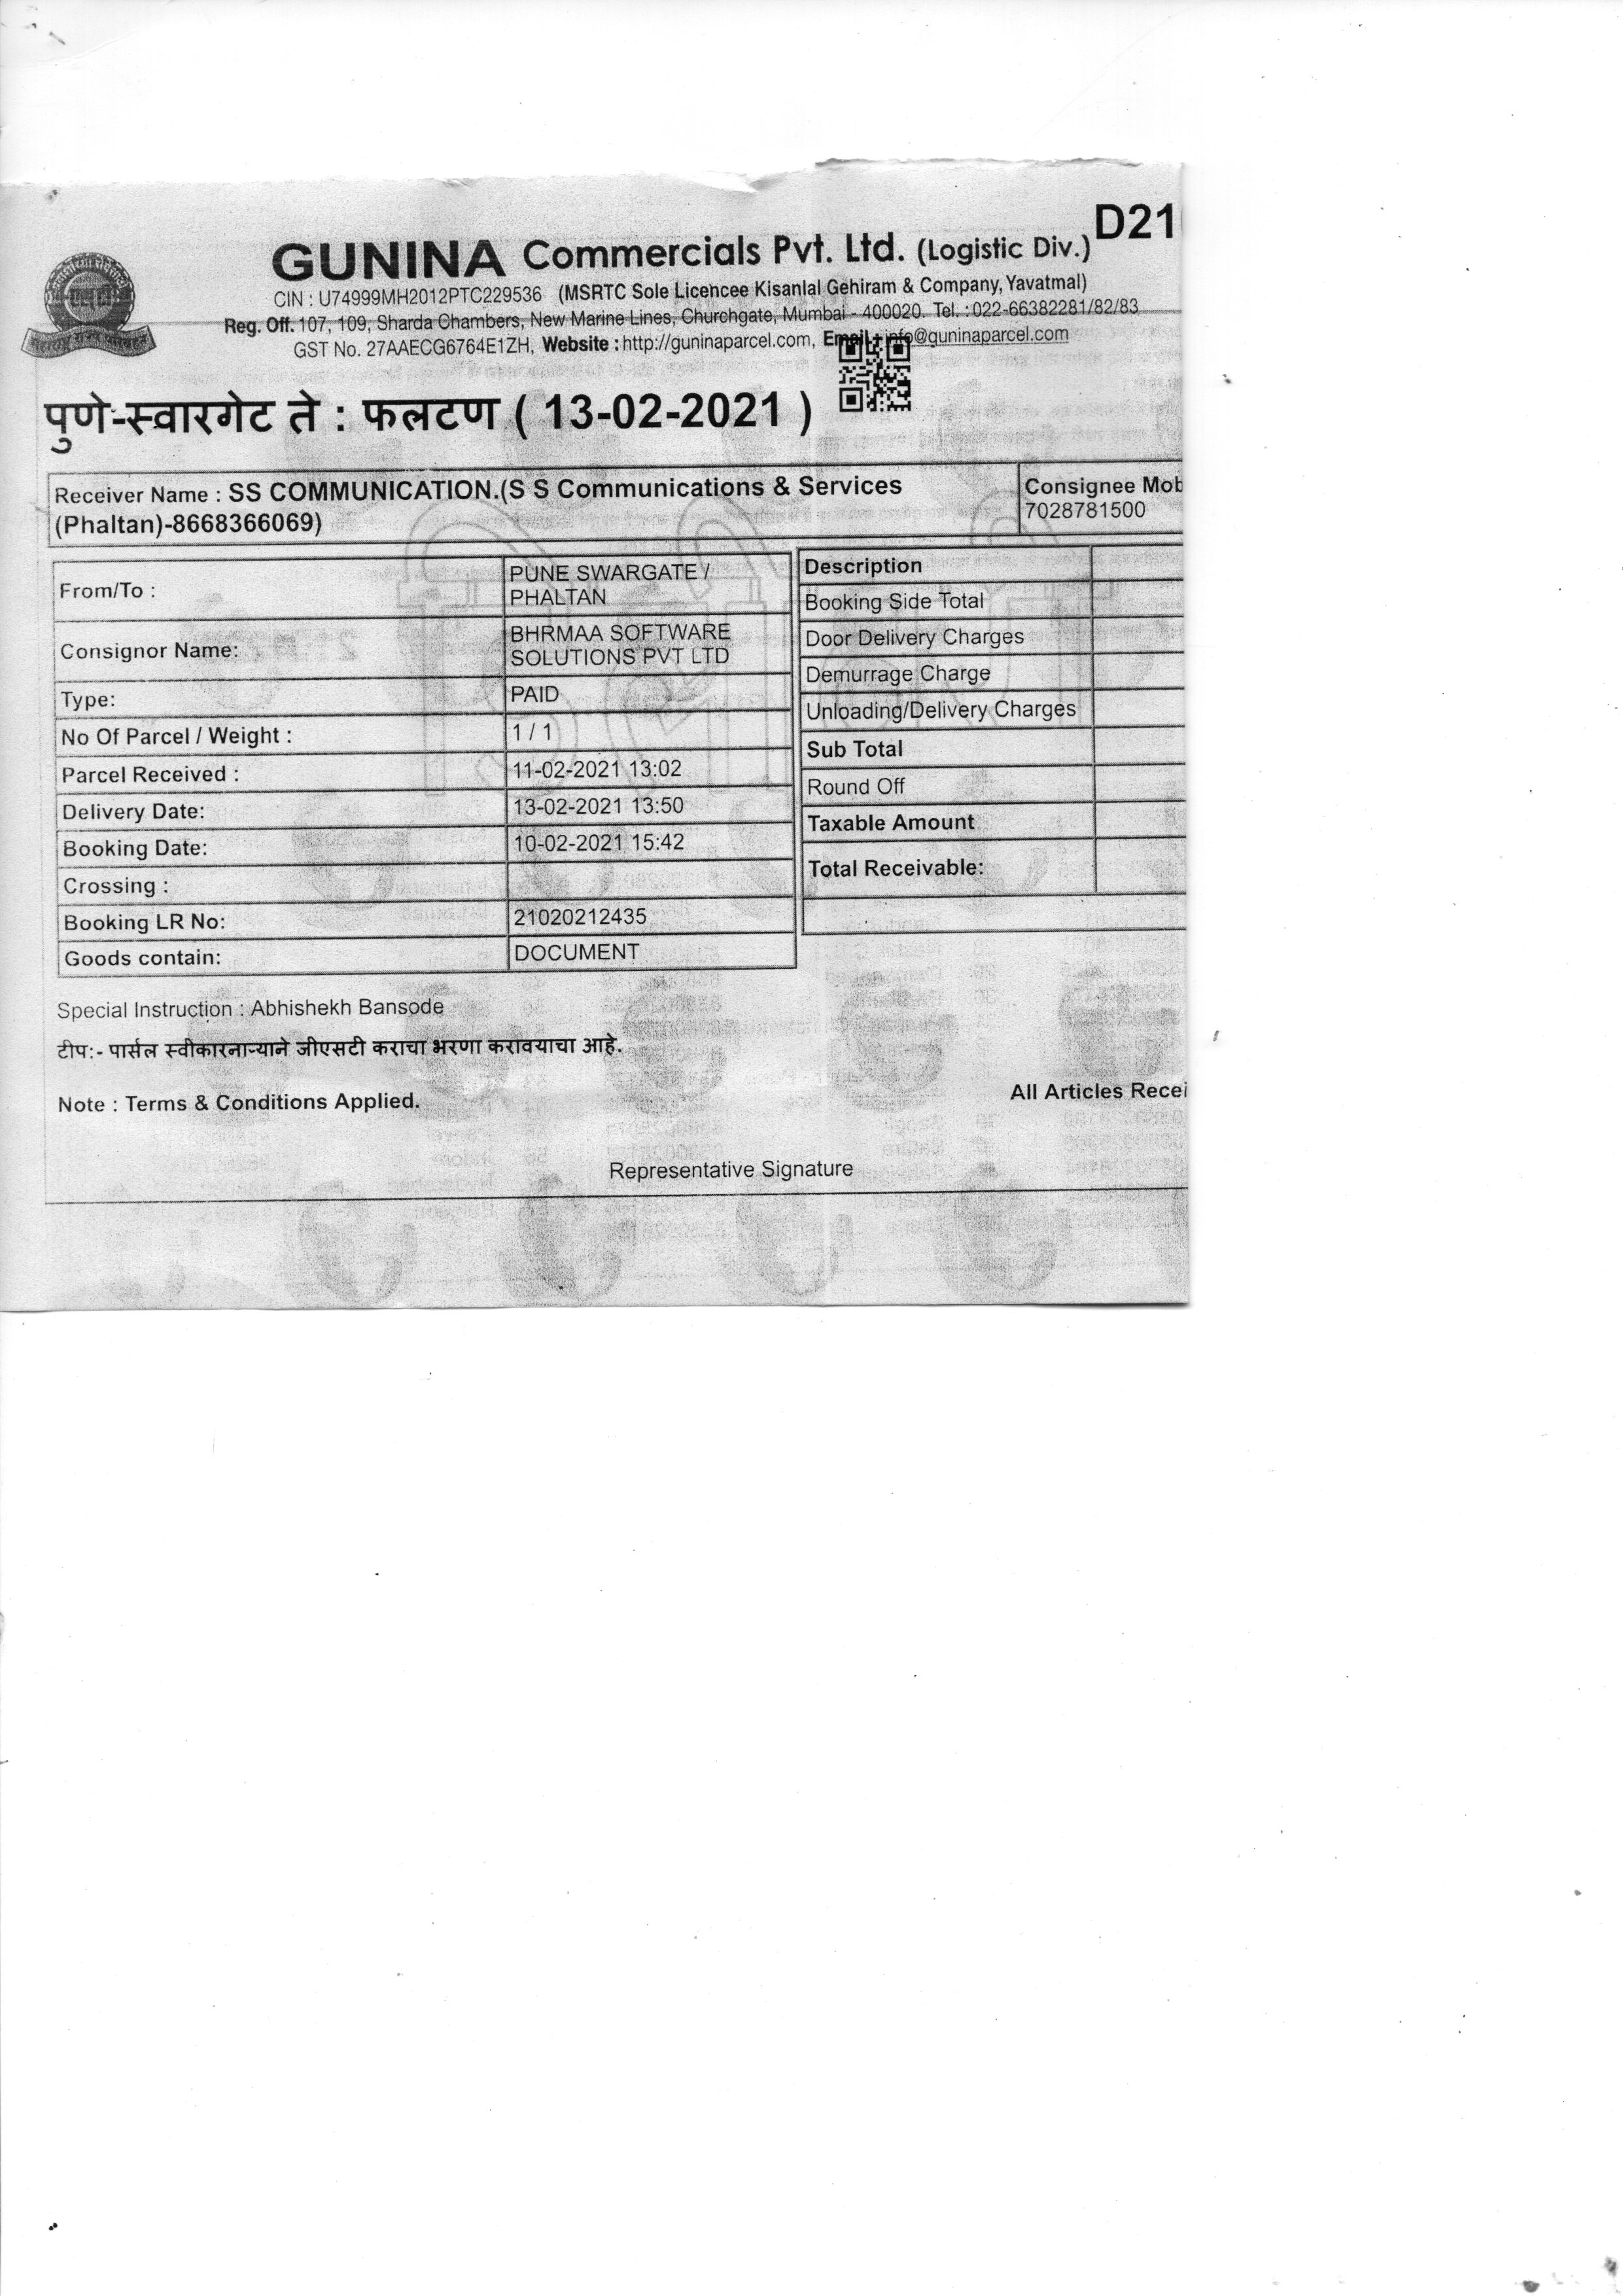 D21
GUNINA Commercials Pvt. Ltd. (Logistic Div.)
CIN : U74999MH2012PTC229536 (MSRTC Sole Licencee Kisanlal Gehiram & Company, Yavatmal)
Reg. Off. 107, 109, Sharda Chambers, New Marine Lines, Churchgate, Mumbai - 400020. Tel. : 022-66382281/82/83
GST No. 27AAECG6764E1ZH, Website : http://guninaparcel.com, Email : info@guninaparcel.com
पुणे-स्वारगेट ते : फलटण ( 13-02-2021 )
Receiver Name : SS COMMUNICATION.(S S Communications & Services
(Phaltan)-8668366069)
Consignee Mob
7028781500
From/To : PUNE SWARGATE /
PHALTAN
Consignor Name: BHRMAA SOFTWARE
SOLUTIONS PVT LTD
Type: PAID
No Of Parcel / Weight : 1 / 1
Parcel Received : 11-02-2021 13:02
Delivery Date: 13-02-2021 13:50
Booking Date: 10-02-2021 15:42
Crossing :
Booking LR No: 21020212435
Goods contain: DOCUMENT
Description
Booking Side Total
Door Delivery Charges
Demurrage Charge
Unloading/Delivery Charges
Sub Total
Round Off
Taxable Amount
Total Receivable:
Special Instruction : Abhishekh Bansode
टीप:- पार्सल स्वीकारनाऱ्याने जीएसटी कराचा भरणा करावयाचा आहे.
Note : Terms & Conditions Applied.
All Articles Recei
Representative Signature